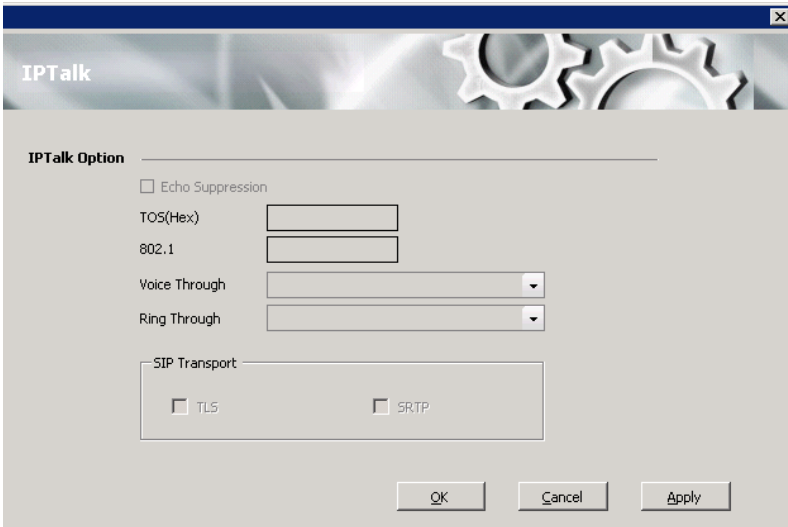 IPTalk
IPTalk Option
Echo Suppression
TOS(Hex)
802.1
Voice Through
Ring Through
SIP Transport
TLS SRTP
OK Cancel Apply